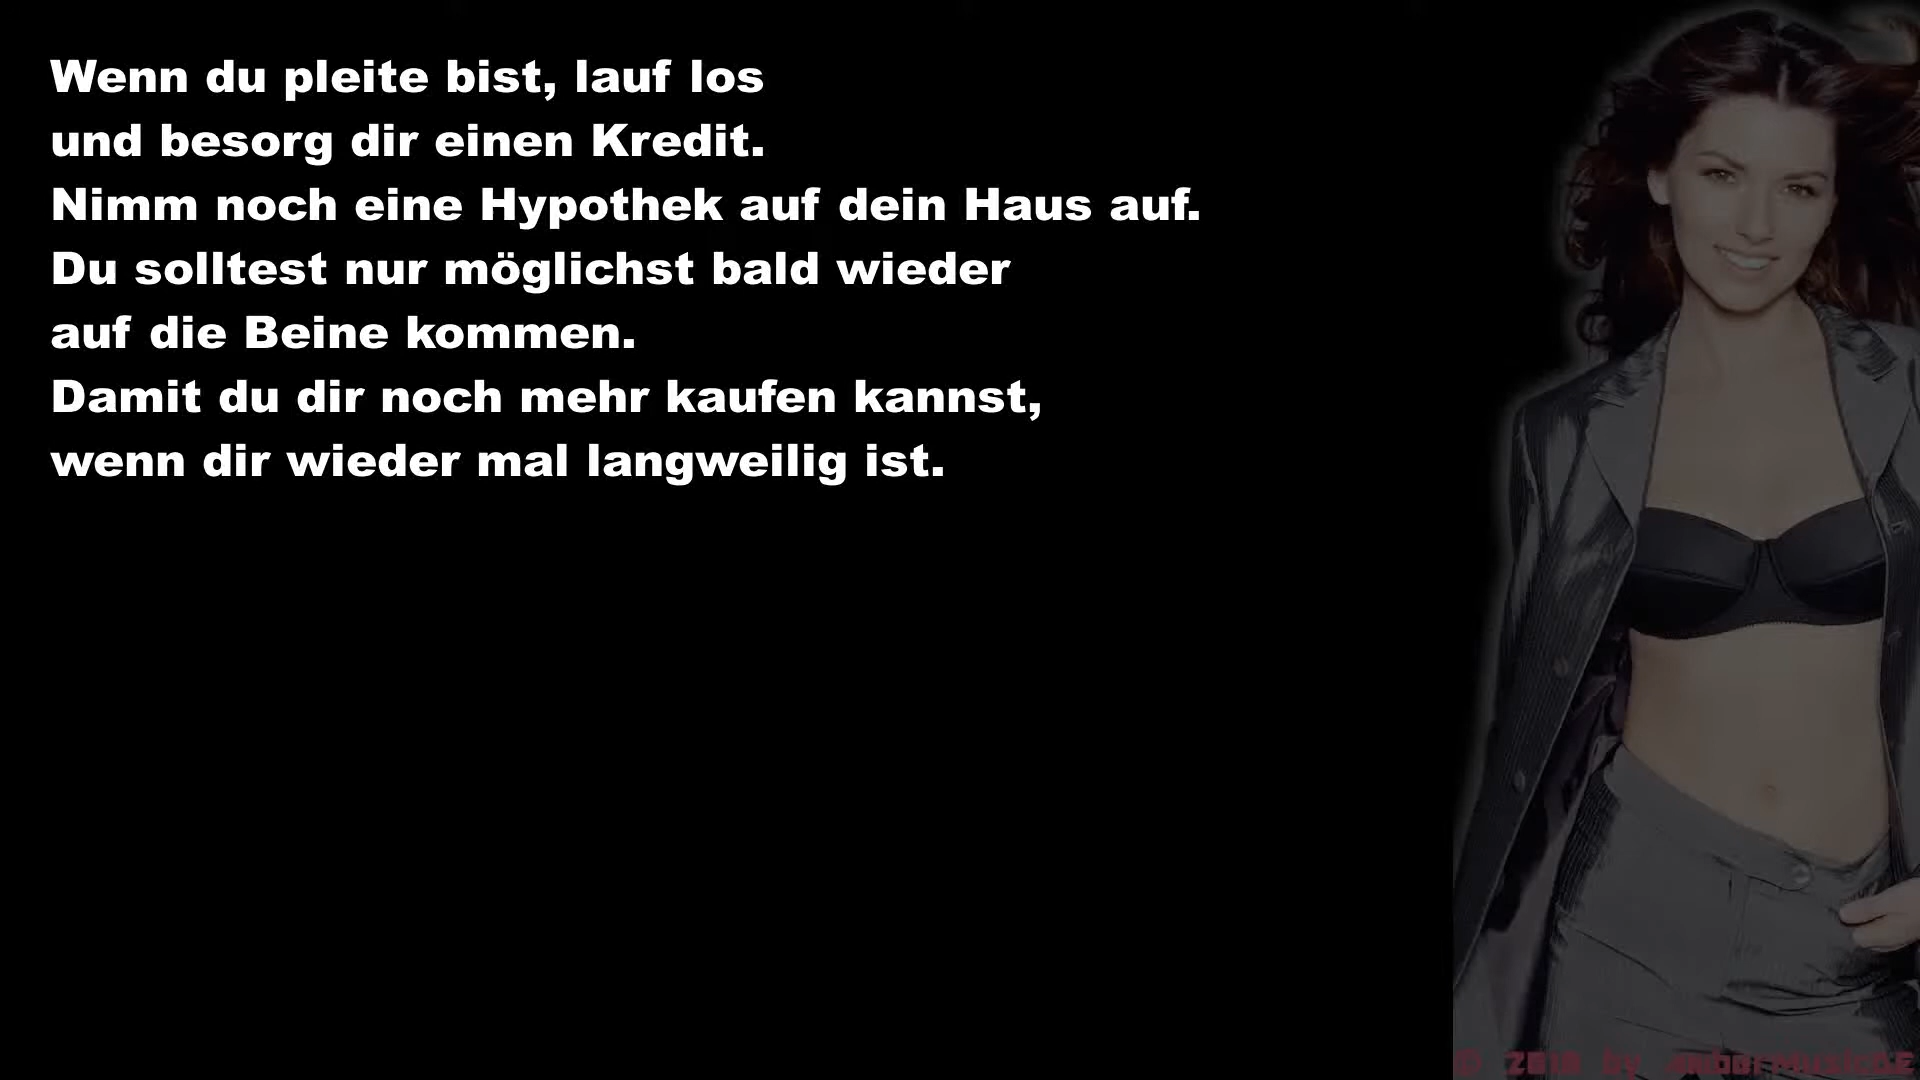 Wenn du pleite bist, lauf los
und besorg dir einen Kredit.
Nimm noch eine Hypothek auf dein Haus auf.
Du solltest nur möglichst bald wieder
auf die Beine kommen.
Damit du dir noch mehr kaufen kannst,
wenn dir wieder mal langweilig ist.
© 2010 by